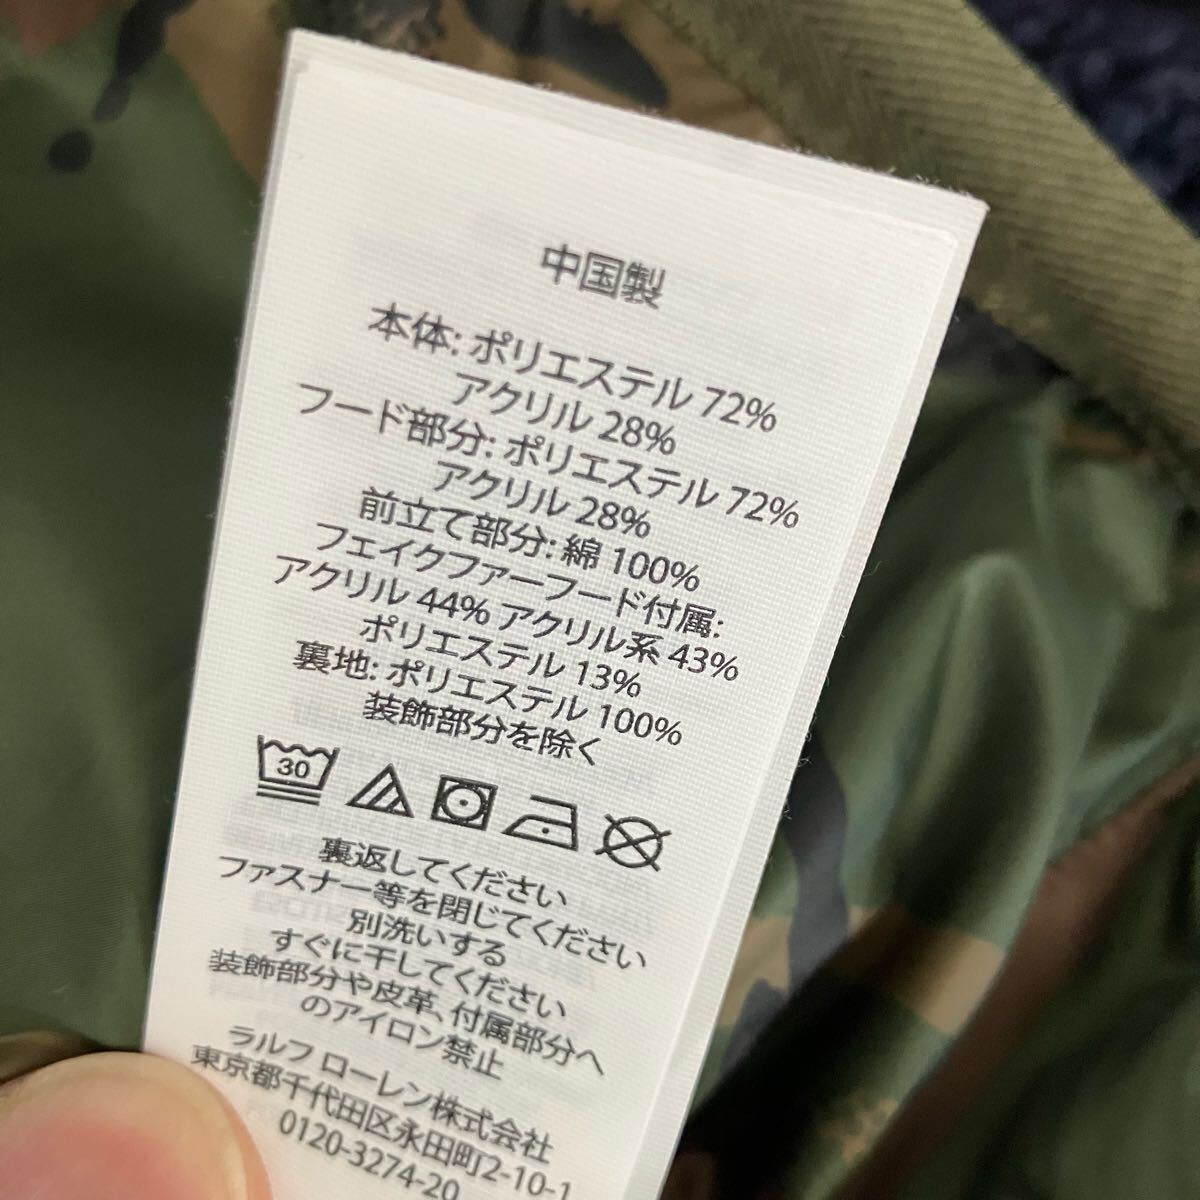 中国製
本体: ポリエステル 72%
アクリル 28%
フード部分: ポリエステル 72%
アクリル 28%
前立て部分: 綿 100%
フェイクファーフード付属:
アクリル 44% アクリル系 43%
ポリエステル 13%
裏地: ポリエステル 100%
装飾部分を除く
30
裏返してください
ファスナー等を閉じてください
別洗いする
すぐに干してください
装飾部分や皮革、付属部分へ
のアイロン禁止
ラルフ ローレン株式会社
東京都千代田区永田町2-10-1
0120-3274-20